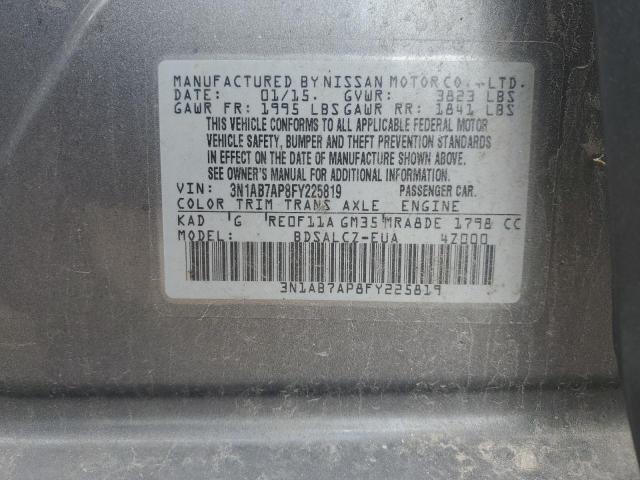 MANUFACTURED BY NISSAN MOTOR CO., LTD.
DATE: 01/15. GVWR: 3823 LBS
GAWR FR: 1995 LBS GAWR RR: 1841 LBS
THIS VEHICLE CONFORMS TO ALL APPLICABLE FEDERAL MOTOR
VEHICLE SAFETY, BUMPER AND THEFT PREVENTION STANDARDS
IN EFFECT ON THE DATE OF MANUFACTURE SHOWN ABOVE.
SEE OWNER'S MANUAL FOR ADDITIONAL INFORMATION.
VIN: 3N1AB7AP8FY225819 PASSENGER CAR.
COLOR TRIM TRANS AXLE ENGINE
KAD G RE0F11A GM35 MRA8DE 1798 CC
MODEL: BDSALCZ-EUA 4Z000
3N1AB7AP8FY225819